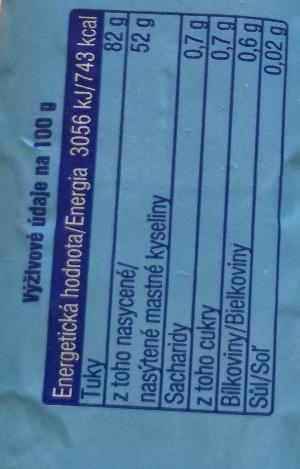 Výživové údaje na 100 g
Energetická hodnota/Energia 3056 kJ/743 kcal
Tuky 82 g
z toho nasycené/ 52 g
nasýtené mastné kyseliny
Sacharidy 0,7 g
z toho cukry 0,7 g
Bílkoviny/Bielkoviny 0,6 g
Sůl/Soľ 0,02 g